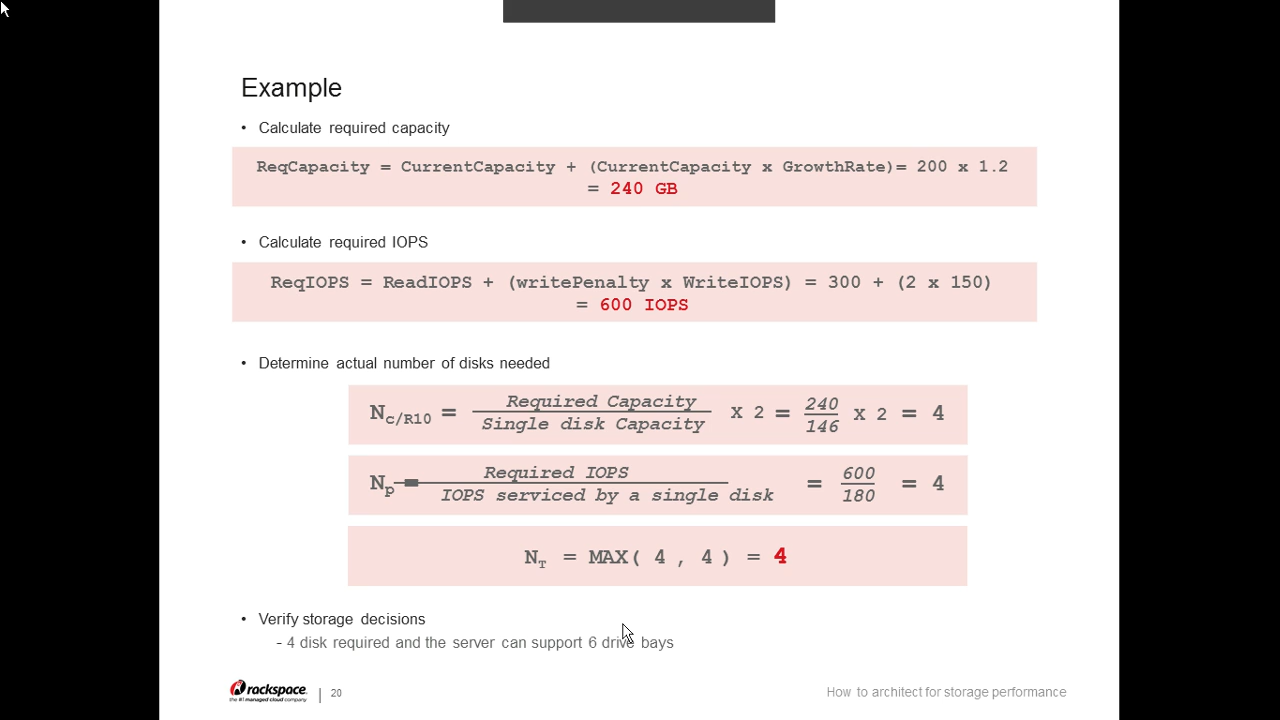 Example
• Calculate required capacity
ReqCapacity = CurrentCapacity + (CurrentCapacity x GrowthRate)= 200 x 1.2
= 240 GB
• Calculate required IOPS
ReqIOPS = ReadIOPS + (writePenalty x WriteIOPS) = 300 + (2 x 150)
= 600 IOPS
• Determine actual number of disks needed
N_C/R10 = Required Capacity / Single disk Capacity X 2 = 240 / 146 X 2 = 4
N_p = Required IOPS / IOPS serviced by a single disk = 600 / 180 = 4
N_T = MAX( 4 , 4 ) = 4
• Verify storage decisions
- 4 disk required and the server can support 6 drive bays
rackspace.
the #1 managed cloud company
20
How to architect for storage performance